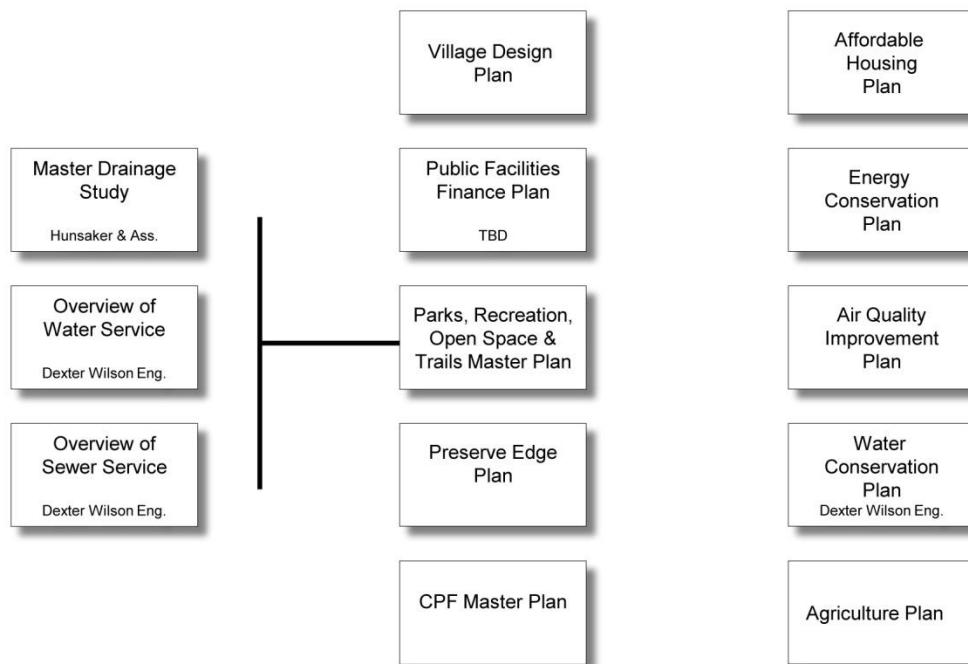 Master Drainage
Study
Hunsaker & Ass.
Overview of
Water Service
Dexter Wilson Eng.
Overview of
Sewer Service
Dexter Wilson Eng.
Village Design
Plan
Public Facilities
Finance Plan
TBD
Parks, Recreation,
Open Space &
Trails Master Plan
Preserve Edge
Plan
CPF Master Plan
Affordable
Housing
Plan
Energy
Conservation
Plan
Air Quality
Improvement
Plan
Water
Conservation
Plan
Dexter Wilson Eng.
Agriculture Plan